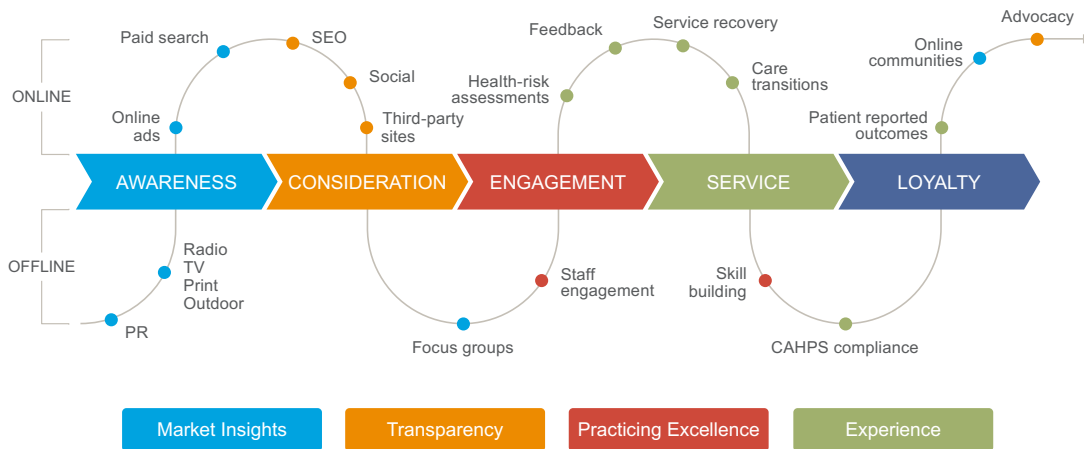 Advocacy
Paid search
SEO
Feedback
Service recovery
Online
communities
ONLINE
Social
Health-risk
assessments
Care
transitions
Online
ads
Third-party
sites
Patient reported
outcomes
AWARENESS
CONSIDERATION
ENGAGEMENT
SERVICE
LOYALTY
OFFLINE
Radio
TV
Print
Outdoor
Staff
engagement
Skill
building
PR
Focus groups
CAHPS compliance
Market Insights
Transparency
Practicing Excellence
Experience